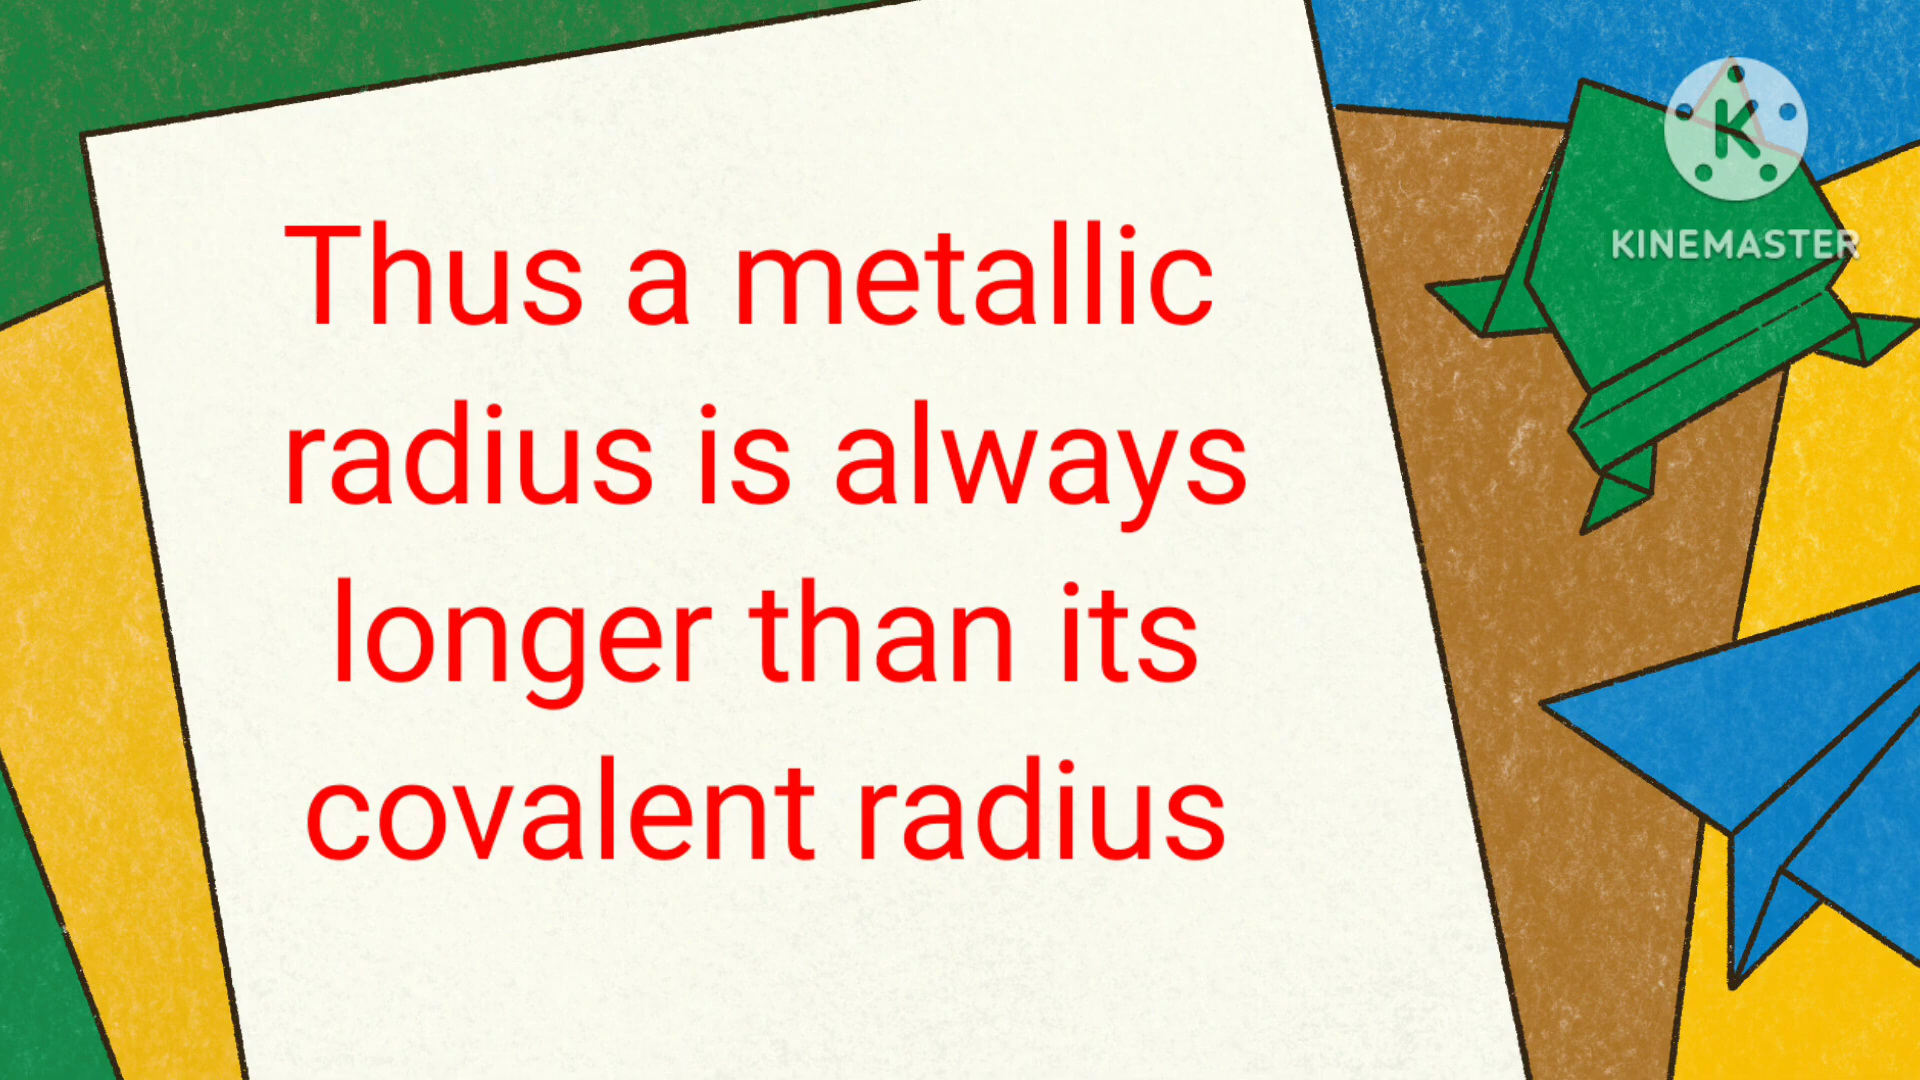 Thus a metallic
radius is always
longer than its
covalent radius
K
KINEMASTER